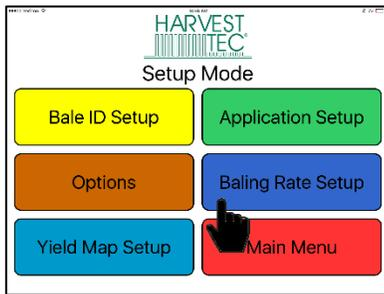 HARVEST
TEC
Setup Mode
Bale ID Setup
Application Setup
Options
Baling Rate Setup
Yield Map Setup
Main Menu